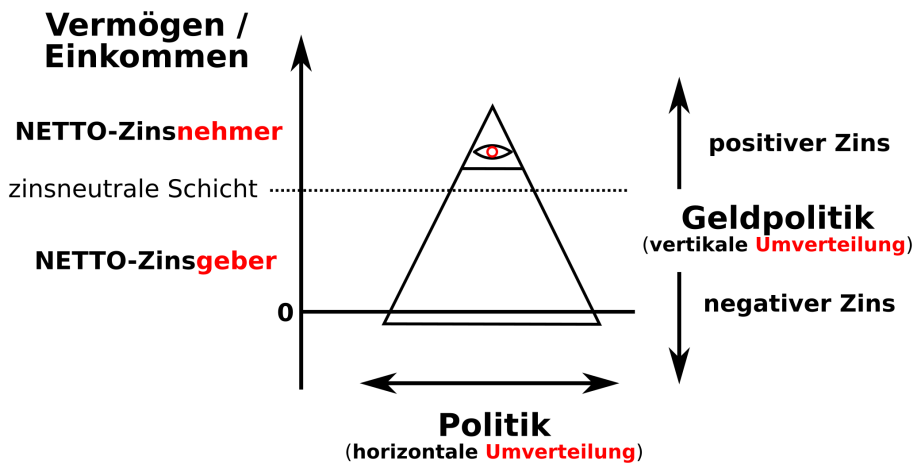 Vermögen /
Einkommen
NETTO-Zinsnehmer
positiver Zins
zinsneutrale Schicht
Geldpolitik
(vertikale Umverteilung)
NETTO-Zinsgeber
negativer Zins
0
Politik
(horizontale Umverteilung)